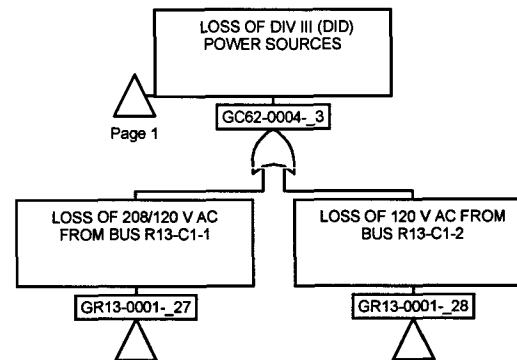 LOSS OF DIV III (DID)
POWER SOURCES
Page 1
GC62-0004-_3
LOSS OF 208/120 V AC
FROM BUS R13-C1-1
LOSS OF 120 V AC FROM
BUS R13-C1-2
GR13-0001-_27
GR13-0001-_28